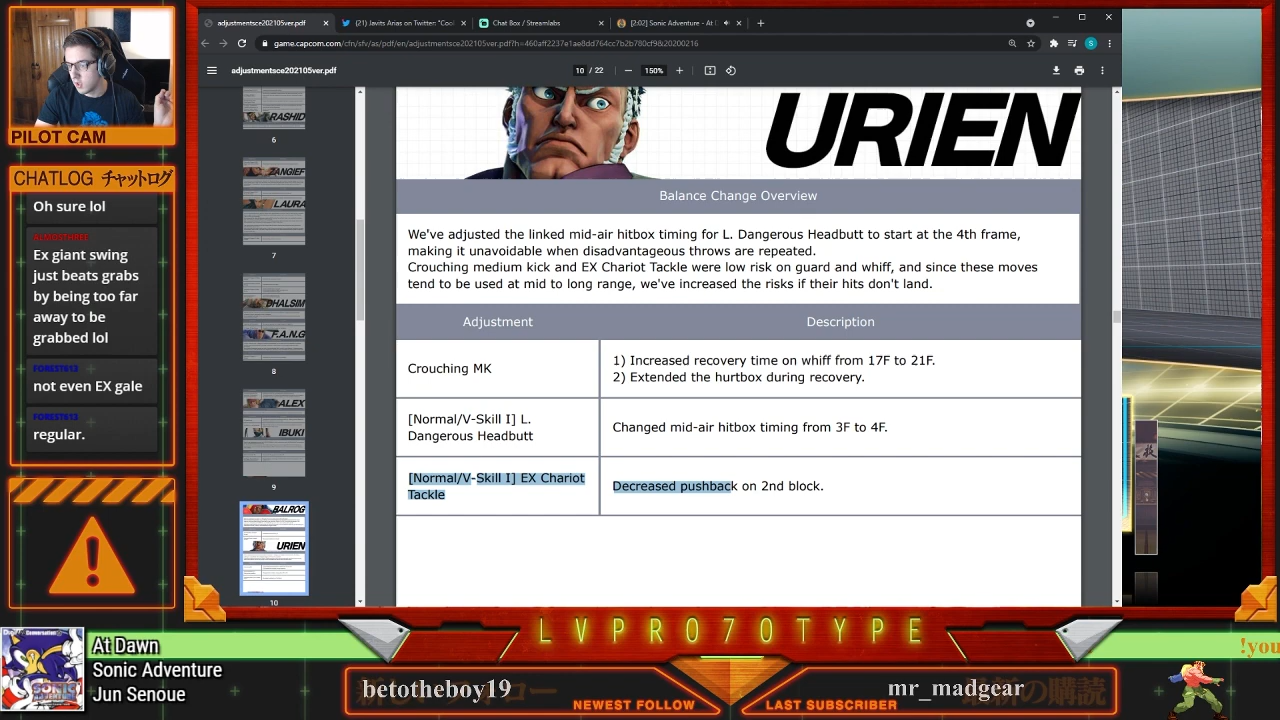 adjustmentsce202105ver.pdf
(21) Javits Arias on Twitter: "Cool
Chat Box / Streamlabs
[2:02] Sonic Adventure - At D
game.capcom.com/cfn/sfv/as/pdf/en/adjustmentsce202105ver.pdf?h=460aff2237e1ae8dd764cc7b2b780cf9&20200216
adjustmentsce202105ver.pdf
10 / 22
150%
PILOT CAM
CHATLOG チャットログ
Oh sure lol
Ex giant swing
just beats grabs
by being too far
away to be
grabbed lol
FOREST613
not even EX gale
FOREST613
regular.
RASHID
6
ZANGIEF
LAURA
7
DHALSIM
F.A.N.G
8
ALEX
IBUKI
9
BALROG
URIEN
10
URIEN
Balance Change Overview
We've adjusted the linked mid-air hitbox timing for L. Dangerous Headbutt to start at the 4th frame,
making it unavoidable when disadvantageous throws are repeated.
Crouching medium kick and EX Chariot Tackle were low risk on guard and whiff, and since these moves
tend to be used at mid to long range, we've increased the risks if their hits don't land.
Adjustment
Description
Crouching MK
1) Increased recovery time on whiff from 17F to 21F.
2) Extended the hurtbox during recovery.
[Normal/V-Skill I] L.
Dangerous Headbutt
Changed mid-air hitbox timing from 3F to 4F.
[Normal/V-Skill I] EX Chariot
Tackle
Decreased pushback on 2nd block.
LVPRO7OTYPE
!you
At Dawn
Sonic Adventure
Jun Senoue
betotheboy19
NEWEST FOLLOW
mr_madgear
最新の購読
LAST SUBSCRIBER